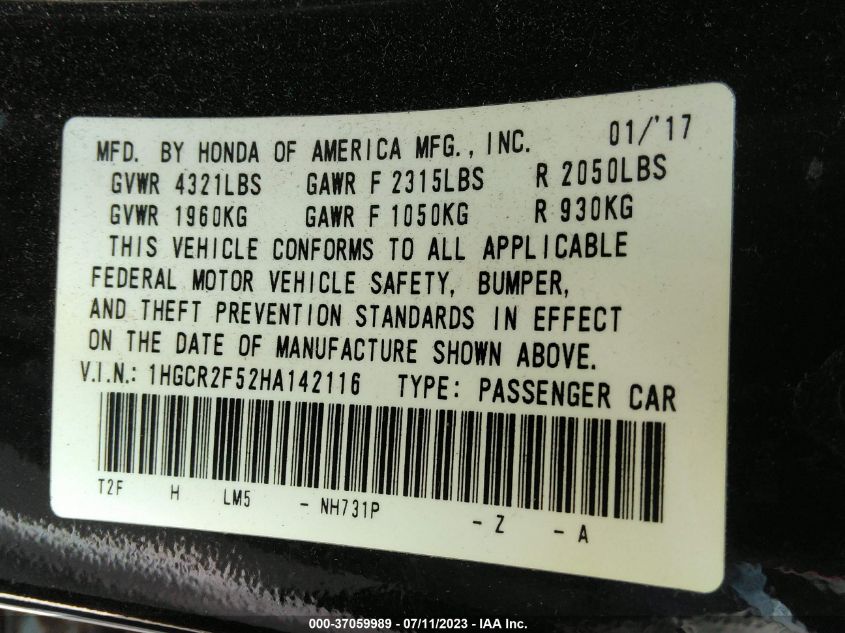 MFD. BY HONDA OF AMERICA MFG., INC. 01/'17
GVWR 4321LBS GAWR F 2315LBS R 2050LBS
GVWR 1960KG GAWR F 1050KG R 930KG
THIS VEHICLE CONFORMS TO ALL APPLICABLE
FEDERAL MOTOR VEHICLE SAFETY, BUMPER,
AND THEFT PREVENTION STANDARDS IN EFFECT
ON THE DATE OF MANUFACTURE SHOWN ABOVE.
V.I.N.: 1HGCR2F52HA142116 TYPE: PASSENGER CAR
T2F H LM5 - NH731P - Z - A
000-37059989 - 07/11/2023 - IAA Inc.